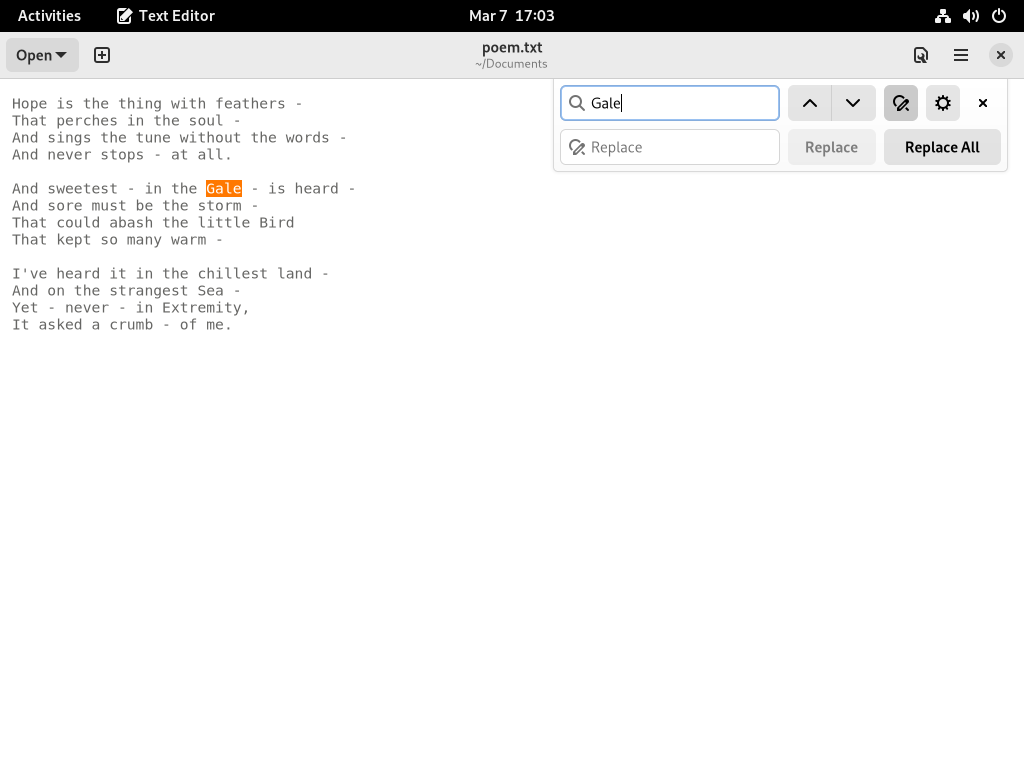 Activities
Text Editor
Mar 7 17:03
Open
poem.txt
~/Documents
Gale
Replace
Replace
Replace All
Hope is the thing with feathers -
That perches in the soul -
And sings the tune without the words -
And never stops - at all.
And sweetest - in the Gale - is heard -
And sore must be the storm -
That could abash the little Bird
That kept so many warm -
I've heard it in the chillest land -
And on the strangest Sea -
Yet - never - in Extremity,
It asked a crumb - of me.